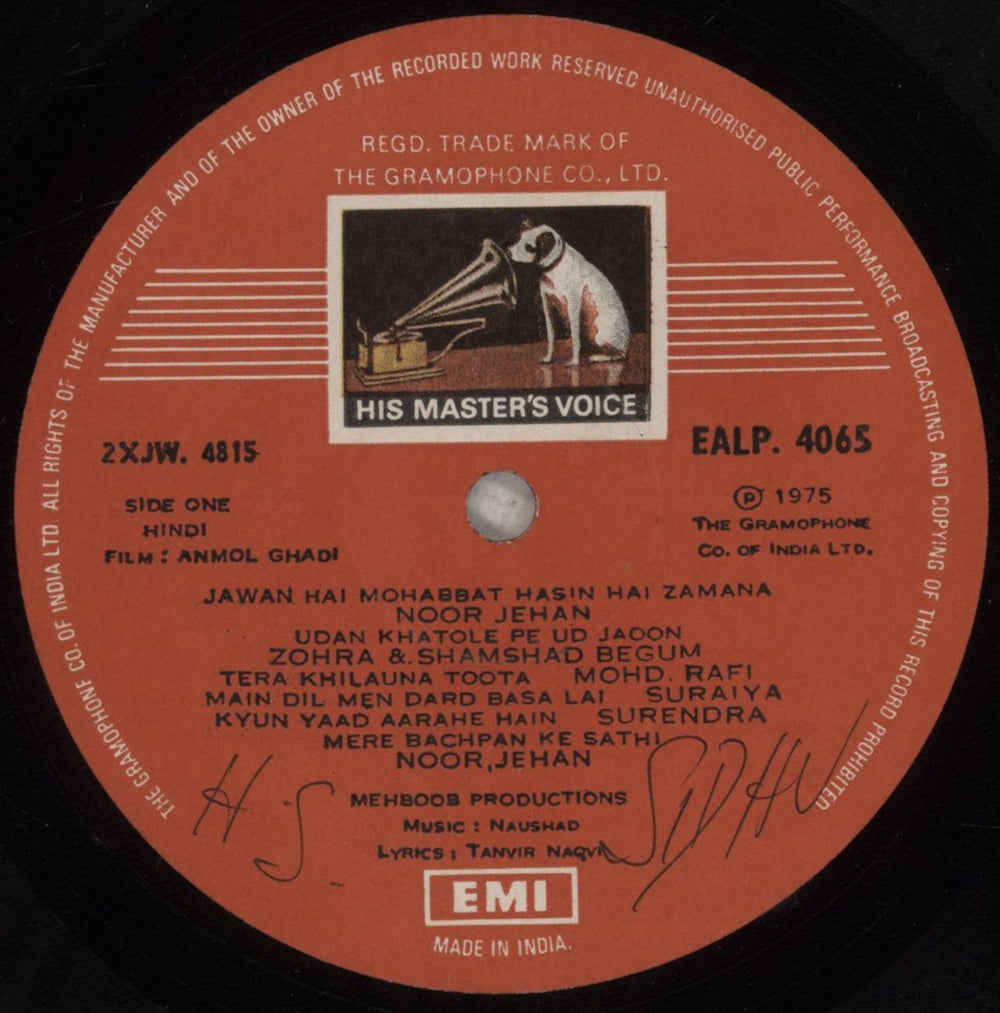 THE GRAMOPHONE CO. OF INDIA LTD. ALL RIGHTS OF THE MANUFACTURER AND OF THE OWNER OF THE RECORDED WORK RESERVED UNAUTHORISED PUBLIC PERFORMANCE BROADCASTING AND COPYING OF THIS RECORD PROHIBITED
REGD. TRADE MARK OF
THE GRAMOPHONE CO., LTD.
HIS MASTER'S VOICE
2XJW. 4815
EALP. 4065
SIDE ONE
HINDI
FILM : ANMOL GHADI
℗ 1975
THE GRAMOPHONE
CO. OF INDIA LTD.
JAWAN HAI MOHABBAT HASIN HAI ZAMANA
NOOR JEHAN
UDAN KHATOLE PE UD JAOON
ZOHRA &. SHAMSHAD BEGUM
TERA KHILAUNA TOOTA MOHD. RAFI
MAIN DIL MEN DARD BASA LAI SURAIYA
KYUN YAAD AARAHE HAIN SURENDRA
MERE BACHPAN KE SATHI
NOOR, JEHAN
H. S. SIDHU
MEHBOOB PRODUCTIONS
MUSIC : NAUSHAD
LYRICS : TANVIR NAQVI
EMI
MADE IN INDIA.